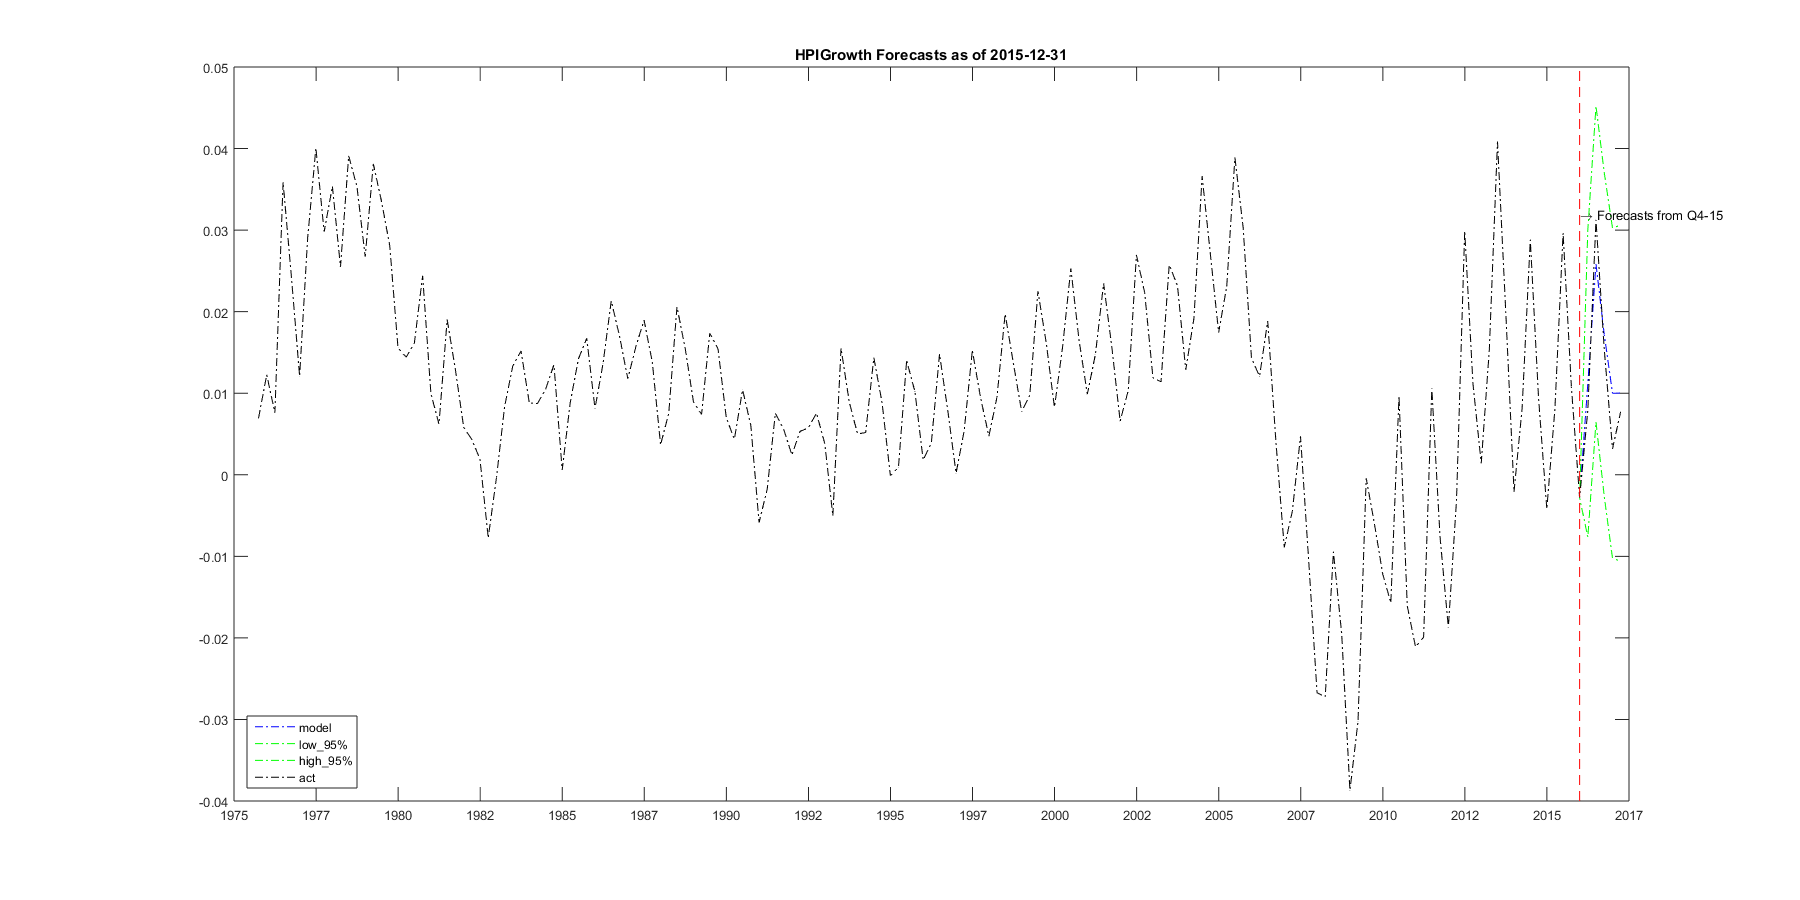 HPIGrowth Forecasts as of 2015-12-31
0.05
0.04
0.03
0.02
0.01
0
-0.01
-0.02
-0.03
-0.04
→ Forecasts from Q4-15
model
low_95%
high_95%
act
1975 1977 1980 1982 1985 1987 1990 1992 1995 1997 2000 2002 2005 2007 2010 2012 2015 2017